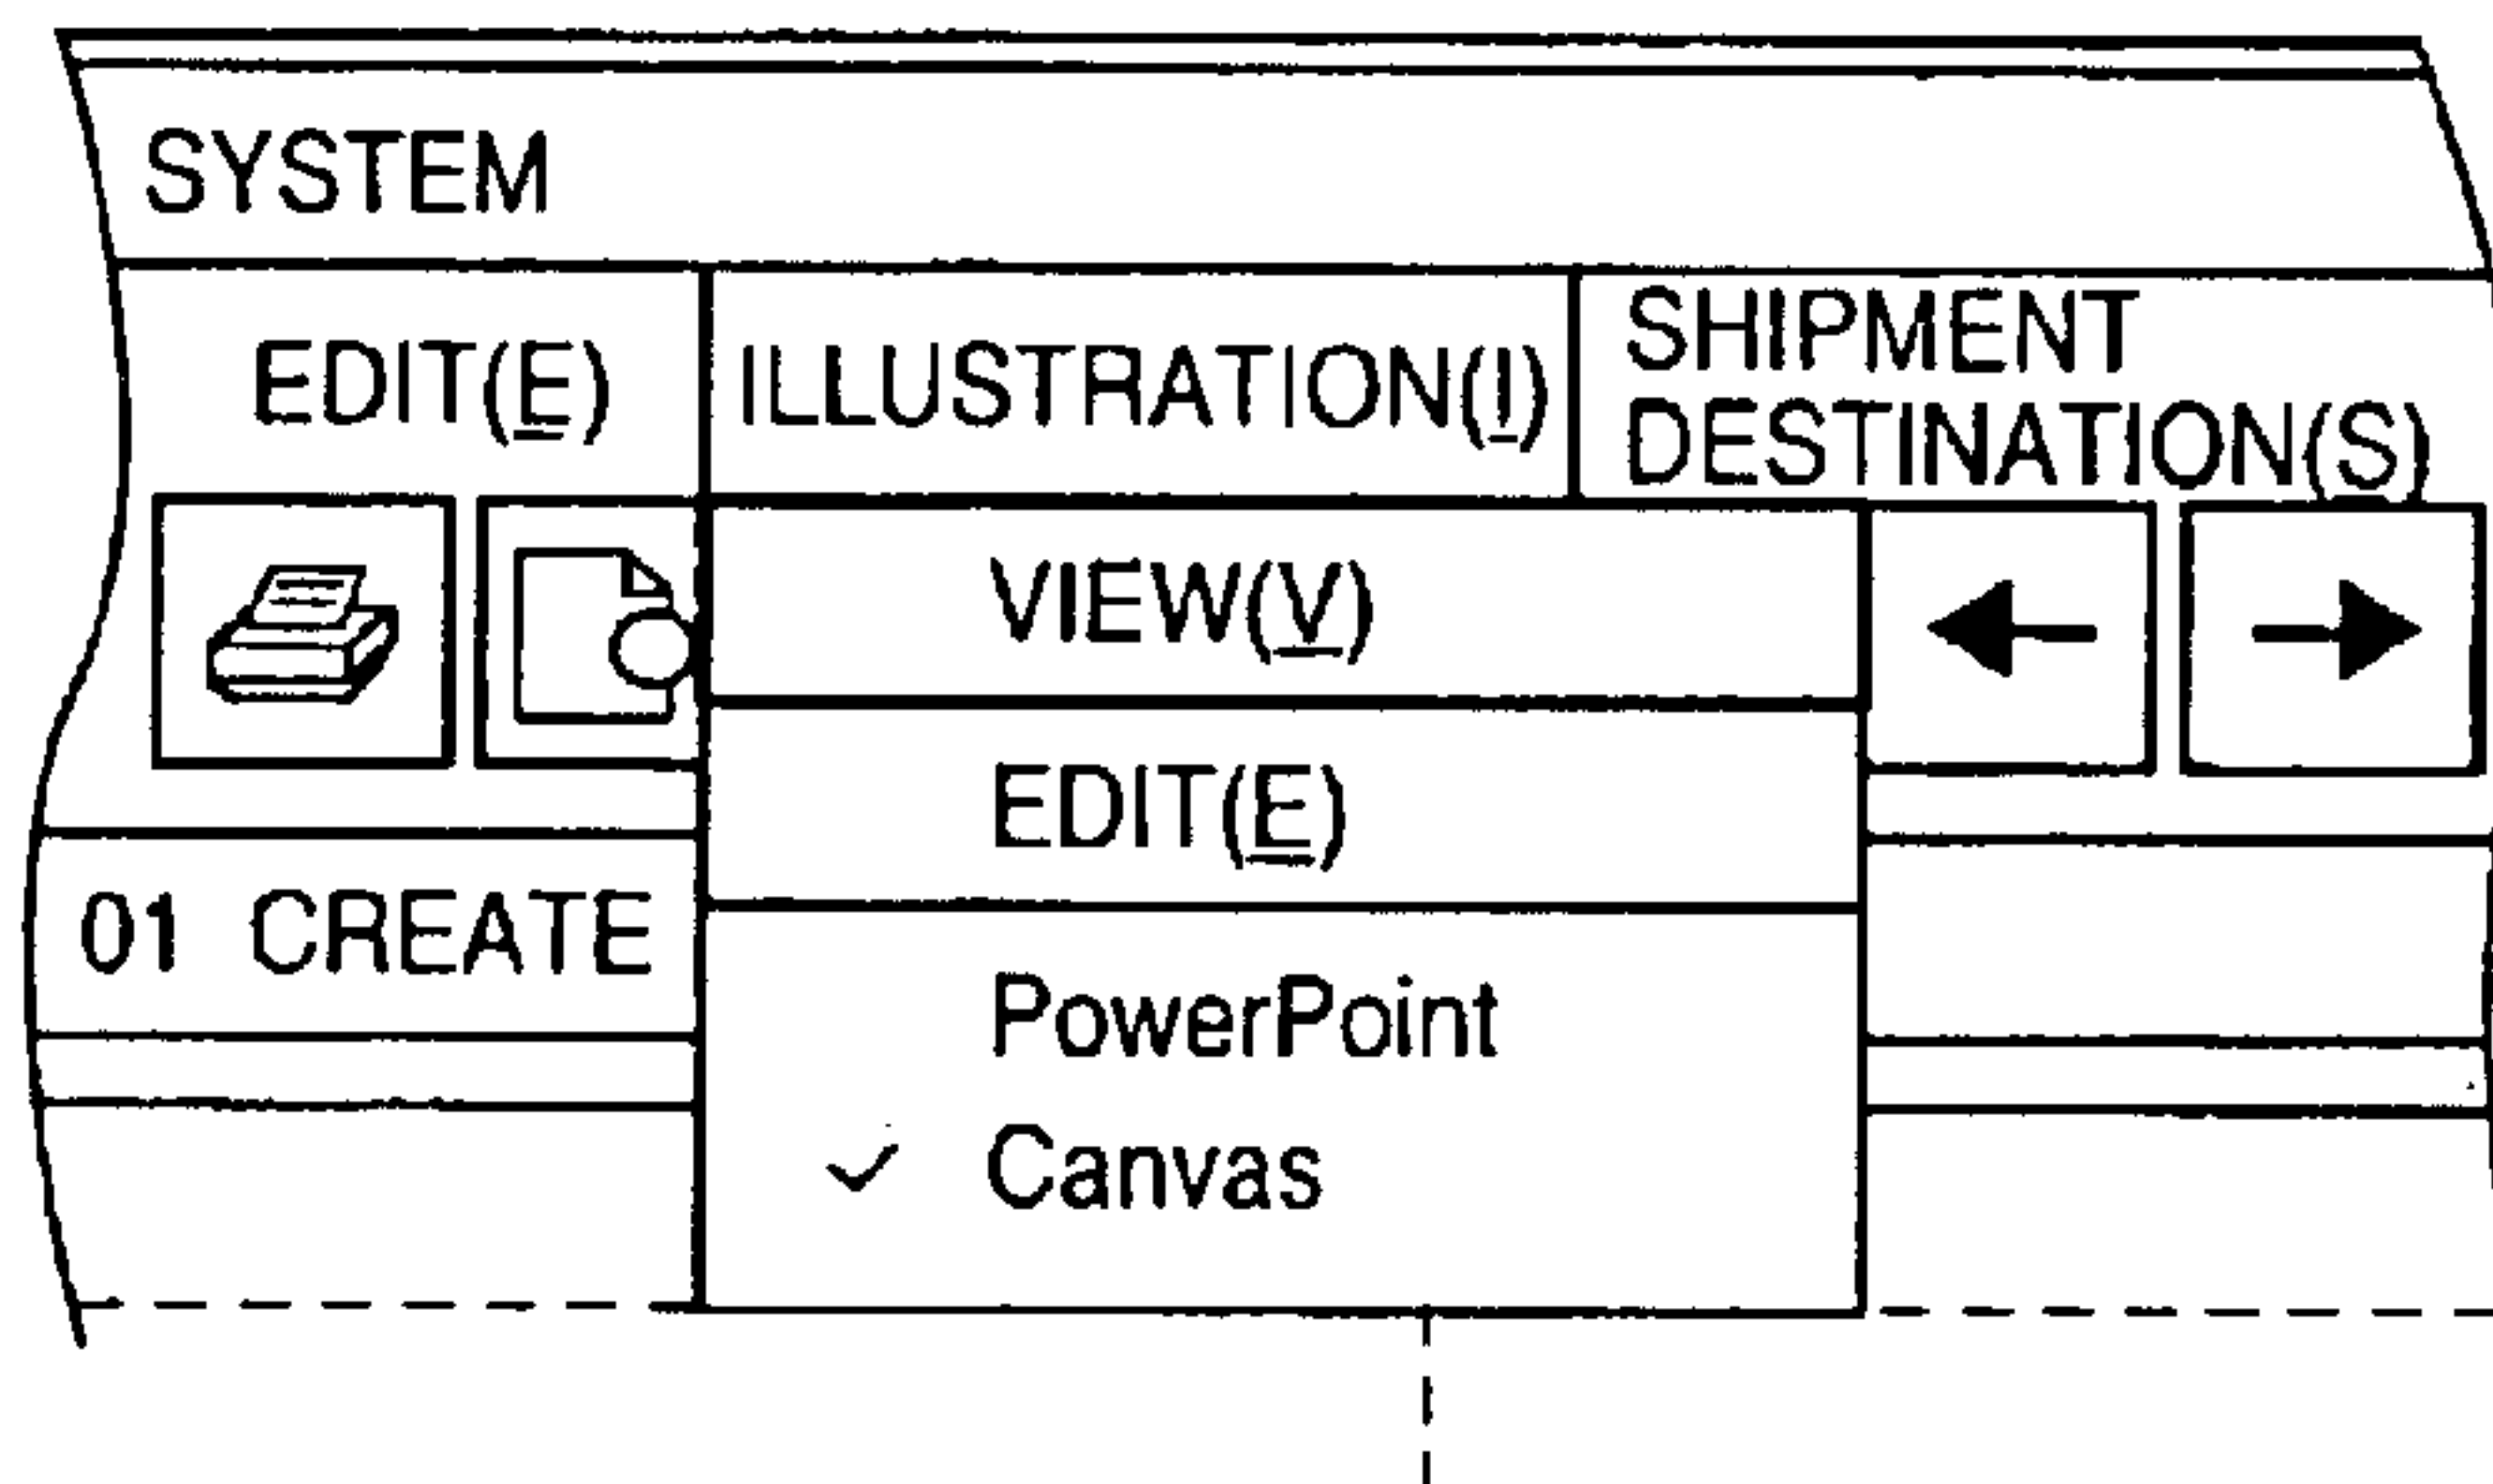 SYSTEM
EDIT(E)
ILLUSTRATION(I)
SHIPMENT
DESTINATION(S)
VIEW(V)
EDIT(E)
01 CREATE
PowerPoint
✓ Canvas